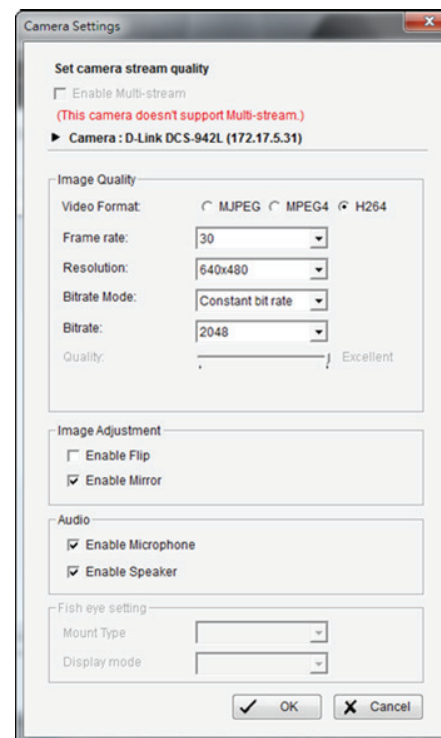 Camera Settings
Set camera stream quality
Enable Multi-stream
(This camera doesn't support Multi-stream.)
Camera : D-Link DCS-942L (172.17.5.31)
Image Quality
Video Format: MJPEG MPEG4 H264
Frame rate: 30
Resolution: 640x480
Bitrate Mode: Constant bit rate
Bitrate: 2048
Quality: Excellent
Image Adjustment
Enable Flip
Enable Mirror
Audio
Enable Microphone
Enable Speaker
Fish eye setting
Mount Type
Display mode
OK Cancel